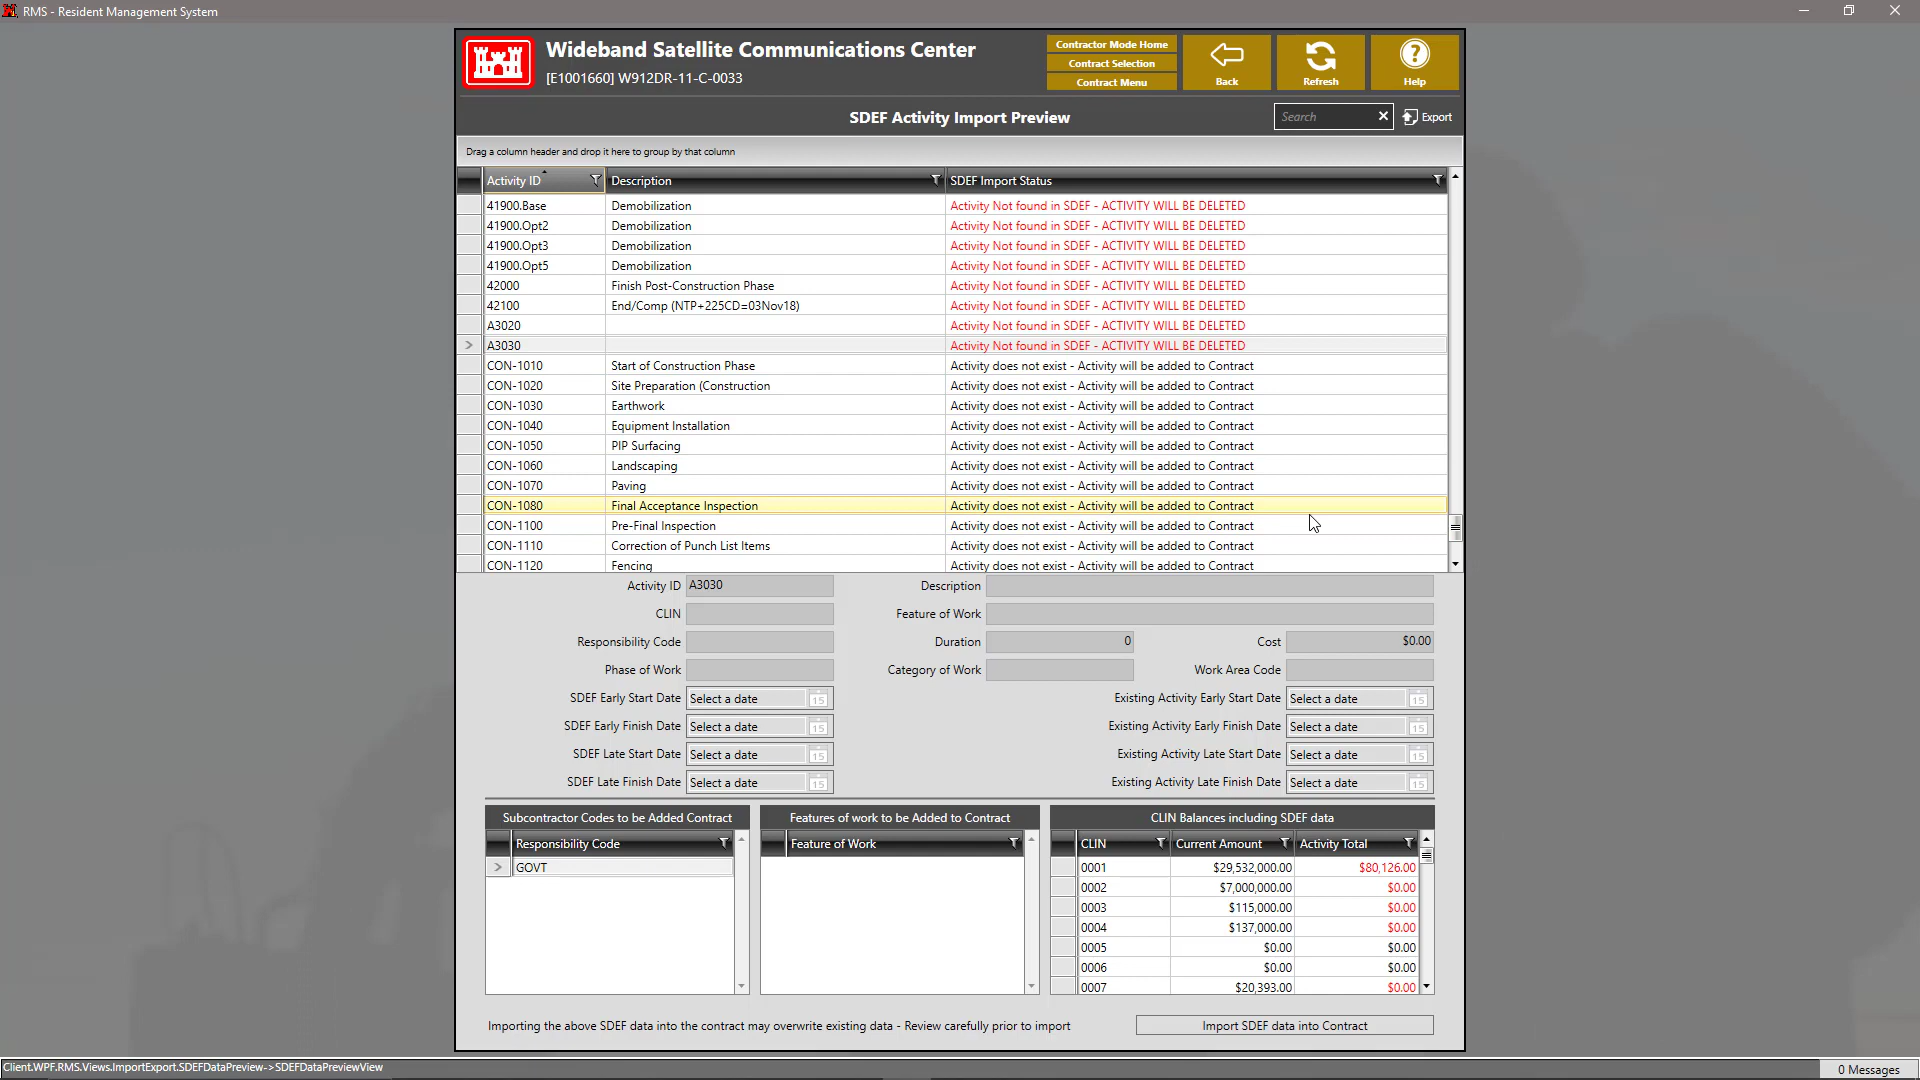 RMS - Resident Management System
Wideband Satellite Communications Center
[E1001660] W912DR-11-C-0033
Contractor Mode Home
Contract Selection
Contract Menu
Back
Refresh
Help
SDEF Activity Import Preview
Search
Export
Drag a column header and drop it here to group by that column
Activity ID Description SDEF Import Status
41900.Base Demobilization Activity Not found in SDEF - ACTIVITY WILL BE DELETED
41900.Opt2 Demobilization Activity Not found in SDEF - ACTIVITY WILL BE DELETED
41900.Opt3 Demobilization Activity Not found in SDEF - ACTIVITY WILL BE DELETED
41900.Opt5 Demobilization Activity Not found in SDEF - ACTIVITY WILL BE DELETED
42000 Finish Post-Construction Phase Activity Not found in SDEF - ACTIVITY WILL BE DELETED
42100 End/Comp (NTP+225CD=03Nov18) Activity Not found in SDEF - ACTIVITY WILL BE DELETED
A3020 Activity Not found in SDEF - ACTIVITY WILL BE DELETED
A3030 Activity Not found in SDEF - ACTIVITY WILL BE DELETED
CON-1010 Start of Construction Phase Activity does not exist - Activity will be added to Contract
CON-1020 Site Preparation (Construction Activity does not exist - Activity will be added to Contract
CON-1030 Earthwork Activity does not exist - Activity will be added to Contract
CON-1040 Equipment Installation Activity does not exist - Activity will be added to Contract
CON-1050 PIP Surfacing Activity does not exist - Activity will be added to Contract
CON-1060 Landscaping Activity does not exist - Activity will be added to Contract
CON-1070 Paving Activity does not exist - Activity will be added to Contract
CON-1080 Final Acceptance Inspection Activity does not exist - Activity will be added to Contract
CON-1100 Pre-Final Inspection Activity does not exist - Activity will be added to Contract
CON-1110 Correction of Punch List Items Activity does not exist - Activity will be added to Contract
CON-1120 Fencing Activity does not exist - Activity will be added to Contract
Activity ID A3030 Description
CLIN Feature of Work
Responsibility Code Duration 0 Cost $0.00
Phase of Work Category of Work Work Area Code
SDEF Early Start Date Select a date 15 Existing Activity Early Start Date Select a date 15
SDEF Early Finish Date Select a date 15 Existing Activity Early Finish Date Select a date 15
SDEF Late Start Date Select a date 15 Existing Activity Late Start Date Select a date 15
SDEF Late Finish Date Select a date 15 Existing Activity Late Finish Date Select a date 15
Subcontractor Codes to be Added Contract
Responsibility Code
GOVT
Features of work to be Added to Contract
Feature of Work
CLIN Balances including SDEF data
CLIN Current Amount Activity Total
0001 $29,532,000.00 $80,126.00
0002 $7,000,000.00 $0.00
0003 $115,000.00 $0.00
0004 $137,000.00 $0.00
0005 $0.00 $0.00
0006 $0.00 $0.00
0007 $20,393.00 $0.00
Importing the above SDEF data into the contract may overwrite existing data - Review carefully prior to import
Import SDEF data into Contract
Client.WPF.RMS.Views.ImportExport.SDEFDataPreview->SDEFDataPreviewView
0 Messages